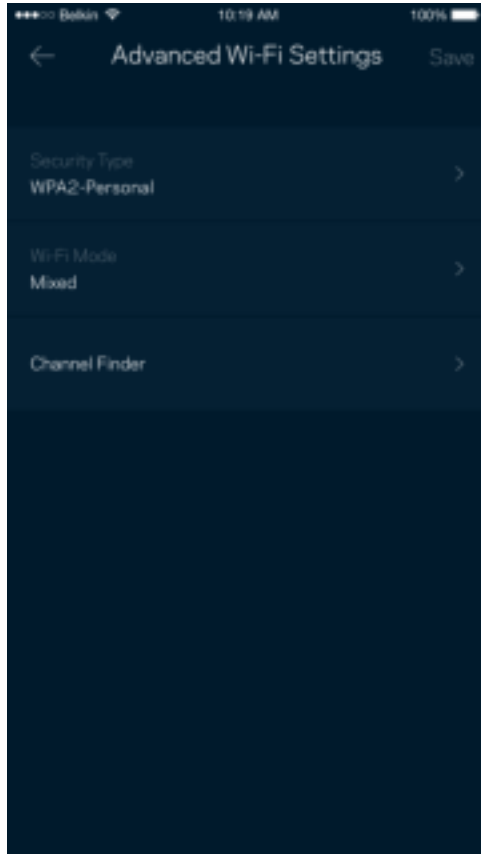 Belkin 10:19 AM 100%
Advanced Wi-Fi Settings Save
Security Type
WPA2-Personal
Wi-Fi Mode
Mixed
Channel Finder